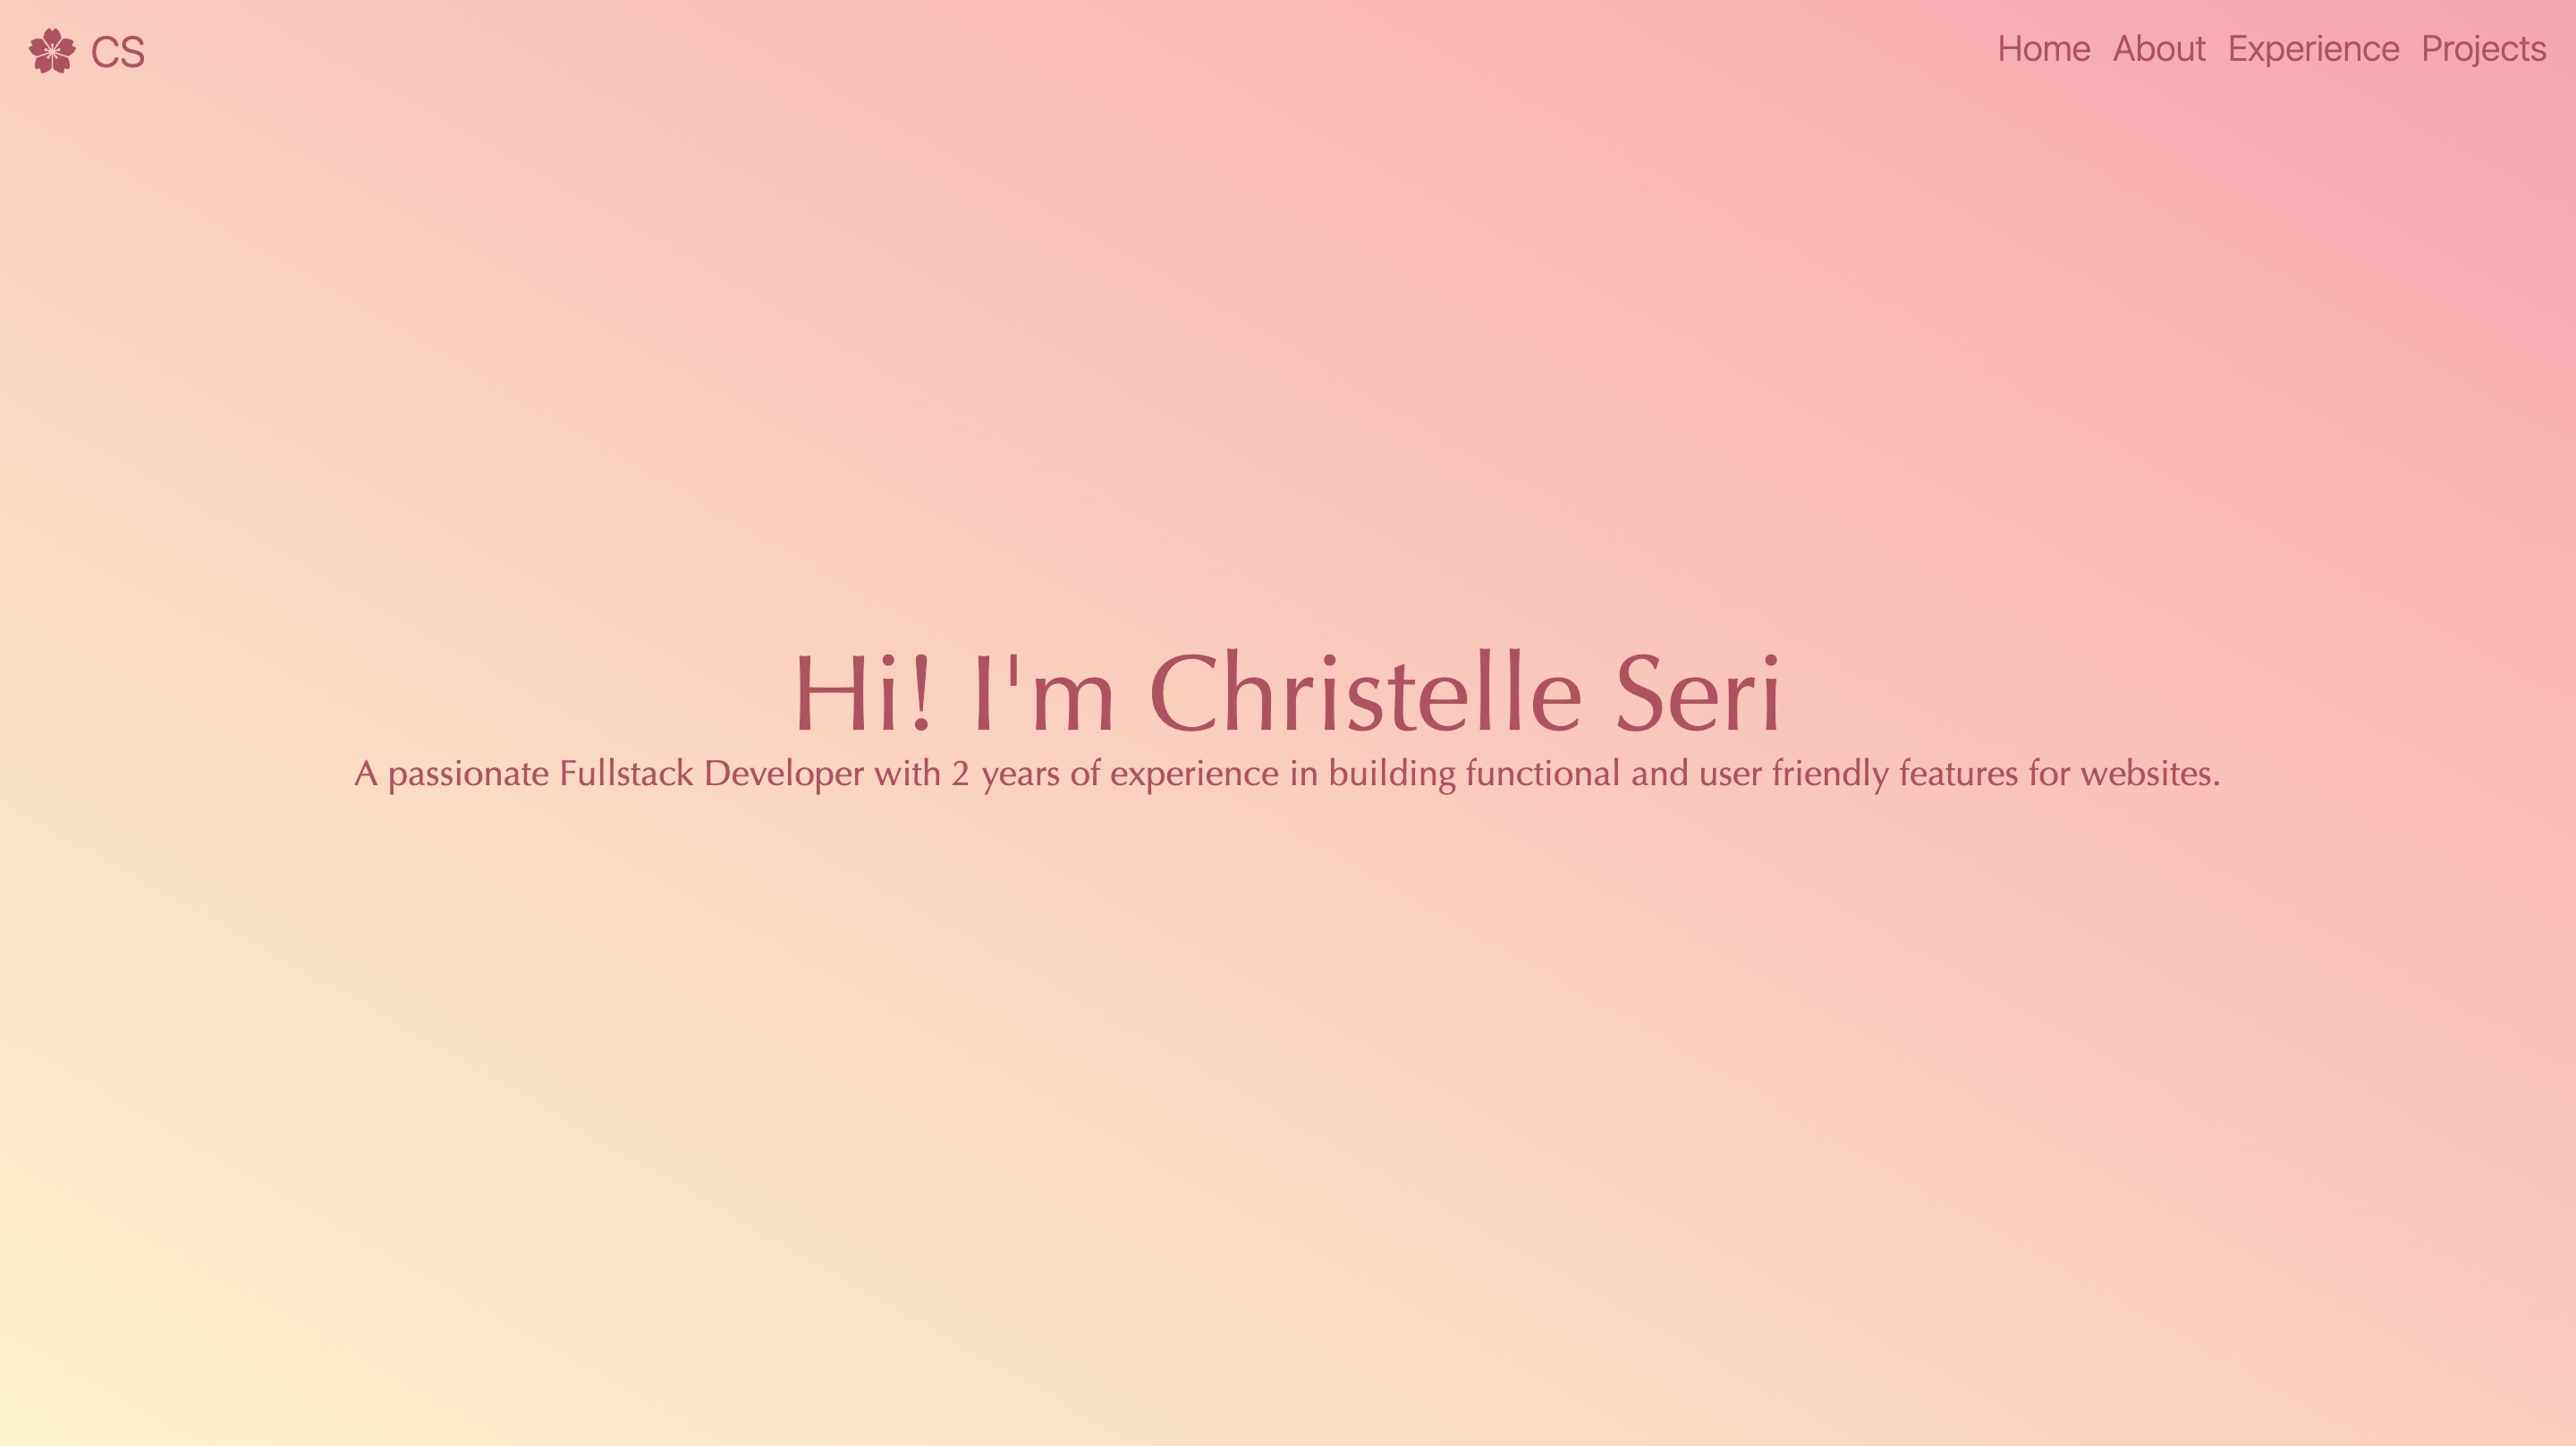 CS
Home About Experience Projects
Hi! I'm Christelle Seri
A passionate Fullstack Developer with 2 years of experience in building functional and user friendly features for websites.